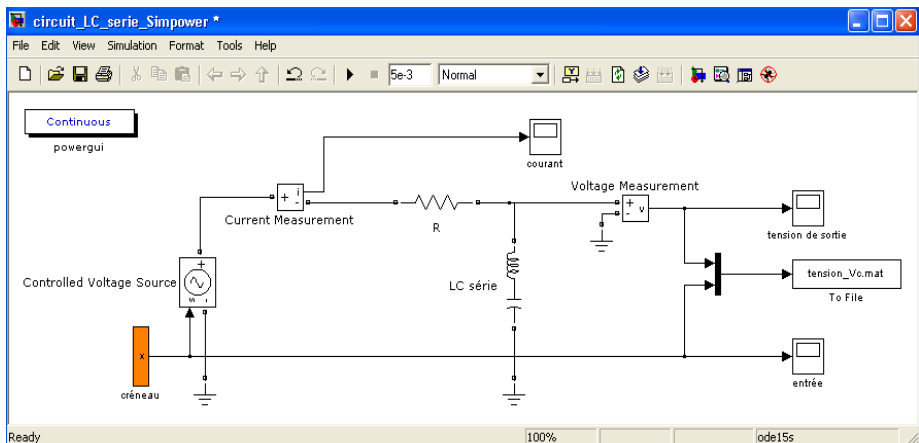 circuit_LC_serie_Simpower *
File Edit View Simulation Format Tools Help
5e-3 Normal
Continuous
powergui
courant
i
+
-
Current Measurement
R
Voltage Measurement
+
-
v
tension de sortie
Controlled Voltage Source
+
s -
LC série
tension_Vc.mat
To File
x
créneau
entrée
Ready 100% ode15s